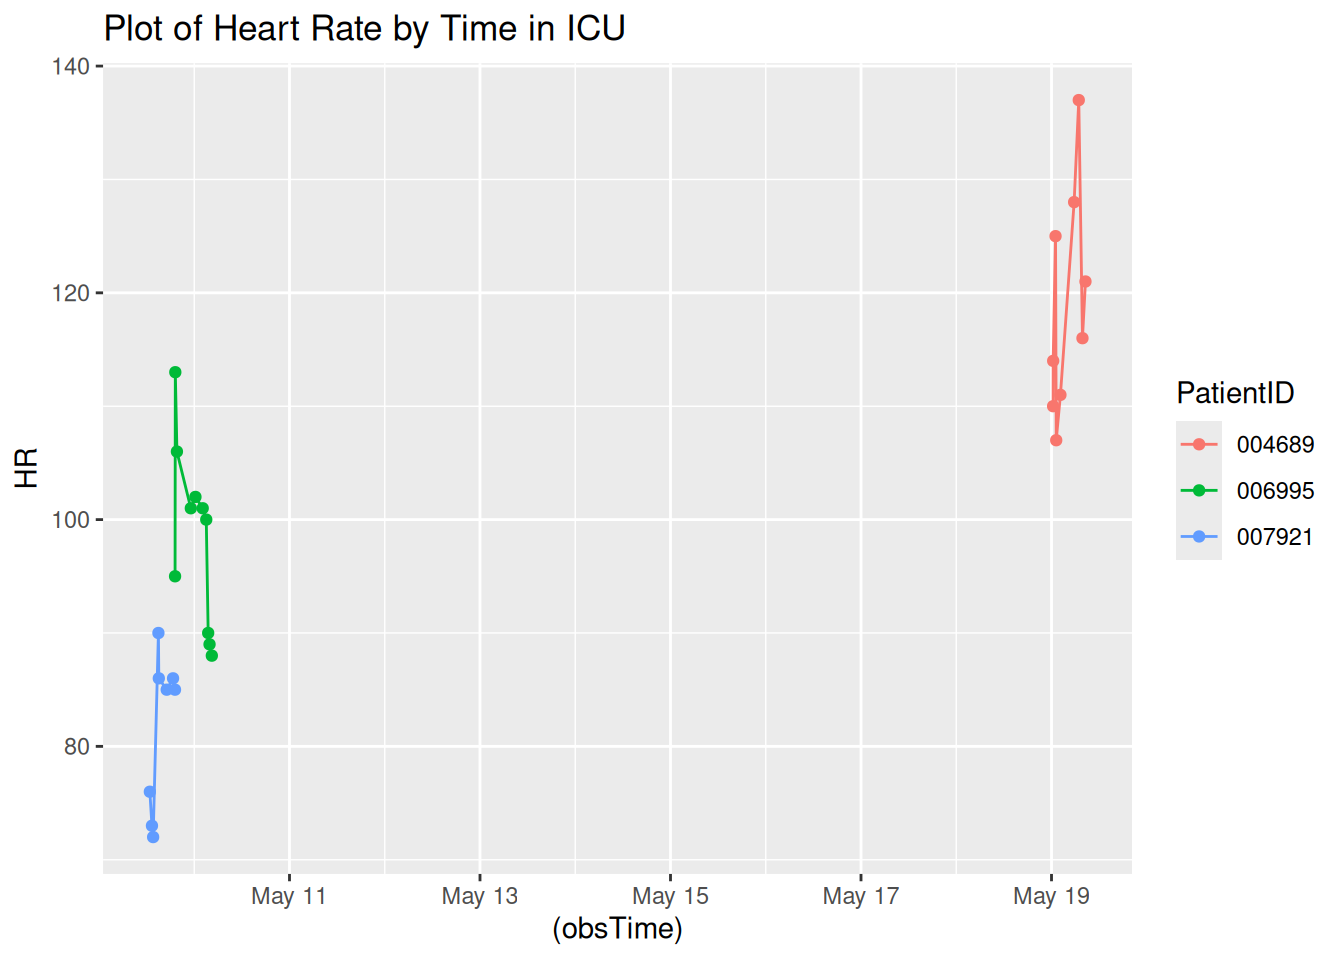 Plot of Heart Rate by Time in ICU
140
120
100
80
HR
May 11
May 13
May 15
May 17
May 19
(obsTime)
PatientID
004689
006995
007921